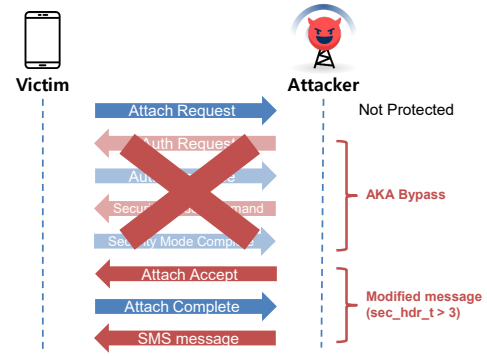 Victim
Attacker
Attach Request
Not Protected
Auth Request
Security Mode Complete
AKA Bypass
Attach Accept
Attach Complete
SMS message
Modified message
(sec_hdr_t > 3)